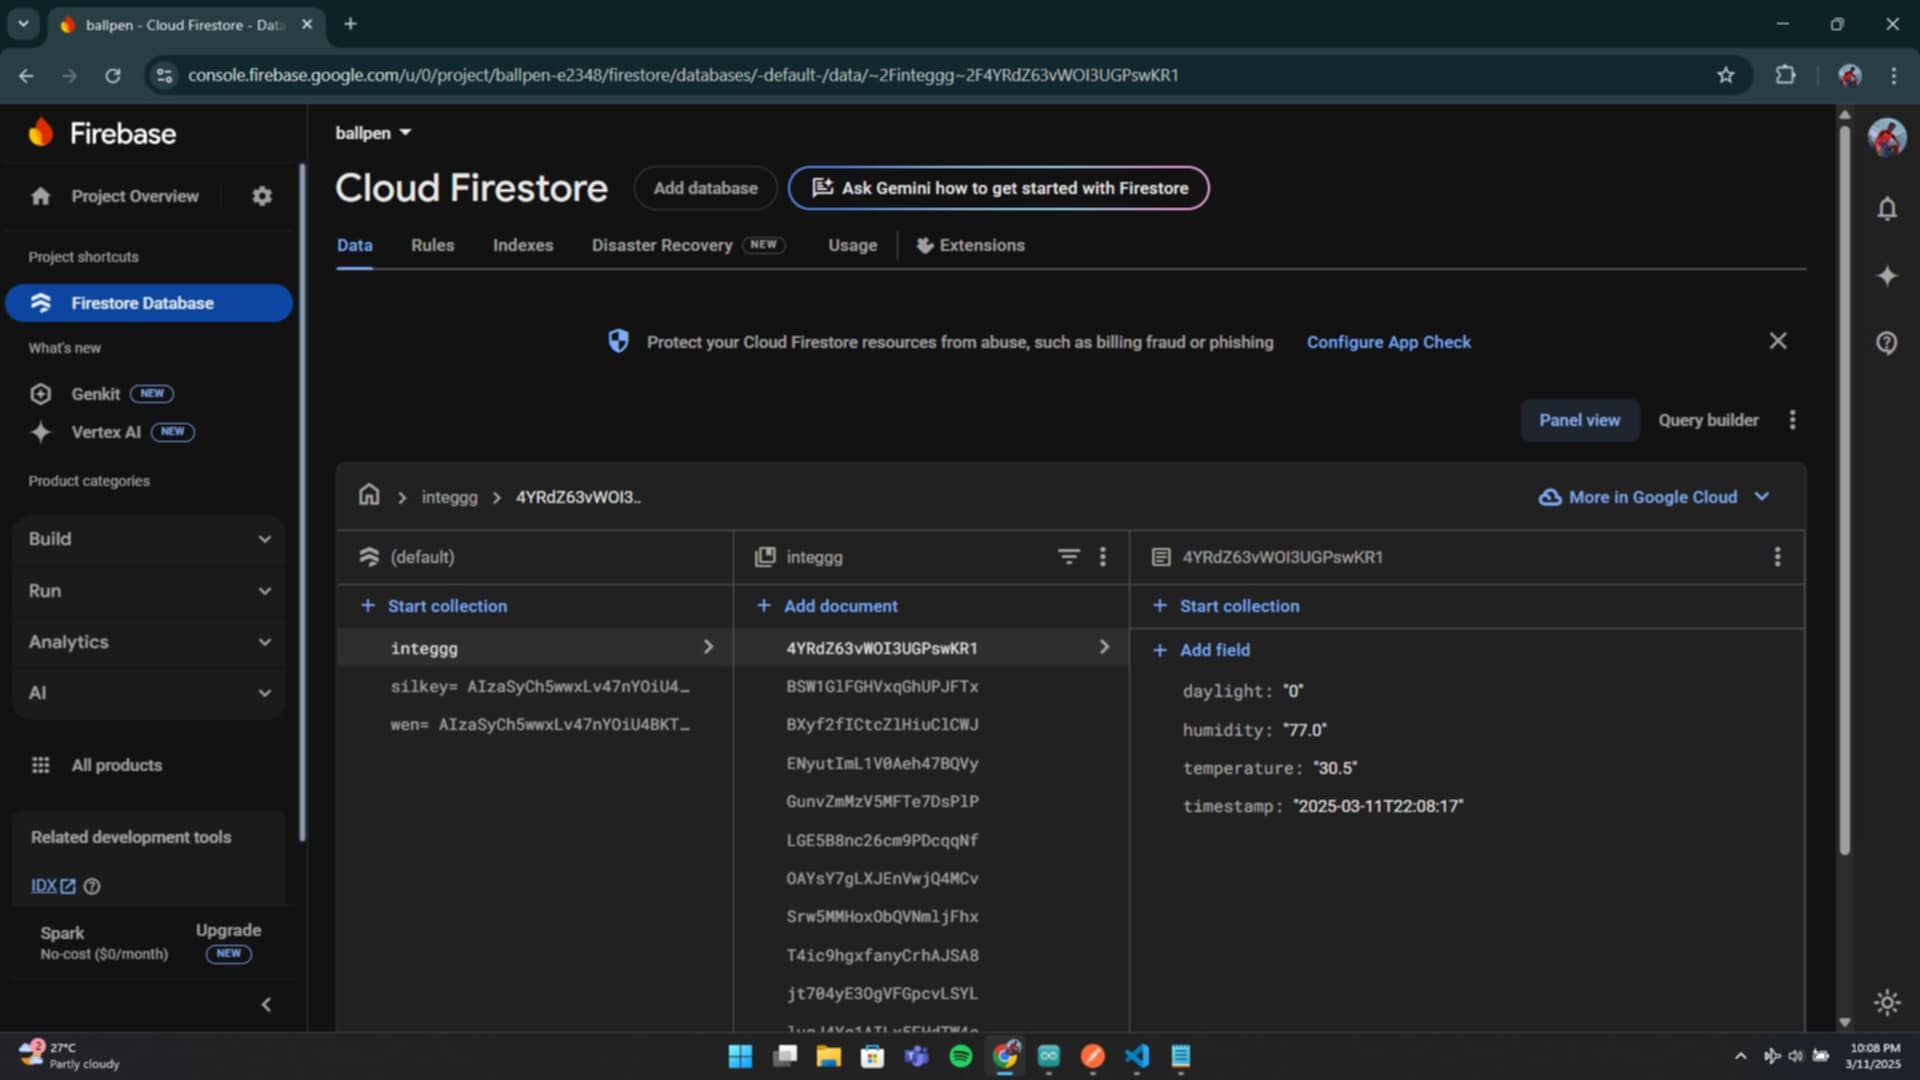 ballpen - Cloud Firestore - Data
console.firebase.google.com/u/0/project/ballpen-e2348/firestore/databases/-default-/data/~2Finteggg~2F4YRdZ63vWOI3UGPswKR1
Firebase
ballpen
Project Overview
Cloud Firestore
Add database
Ask Gemini how to get started with Firestore
Data Rules Indexes Disaster Recovery NEW Usage Extensions
Project shortcuts
Firestore Database
What's new
Genkit NEW
Vertex AI NEW
Product categories
Build
Run
Analytics
AI
All products
Related development tools
IDX
Spark
No-cost ($0/month)
Upgrade
NEW
Protect your Cloud Firestore resources from abuse, such as billing fraud or phishing Configure App Check
Panel view Query builder
integgg 4YRdZ63vWOI3..
More in Google Cloud
(default)
Start collection
integgg
silkey= AIzaSyCh5wwxLv47nYOiU4…
wen= AIzaSyCh5wwxLv47nYOiU4BKT…
integgg
Add document
4YRdZ63vWOI3UGPswKR1
BSW1GlFGHVxqGhUPJFTx
BXyf2fICtcZlHiuClCWJ
ENyutImL1V0Aeh47BQVy
GunvZmMzV5MFTe7DsPlP
LGE5B8nc26cm9PDcqqNf
OAYsY7gLXJEnVwjQ4MCv
Srw5MMHoxObQVNmljFhx
T4ic9hgxfanyCrhAJSA8
jt704yE3OgVFGpcvLSYL
4YRdZ63vWOI3UGPswKR1
Start collection
Add field
daylight: "0"
humidity: "77.0"
temperature: "30.5"
timestamp: "2025-03-11T22:08:17"
2
27°C
Partly cloudy
10:08 PM
3/11/2025